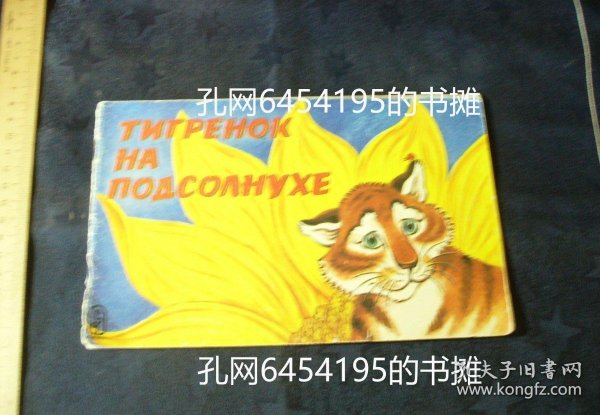 孔网6454195的书摊
ТИГРЕНОК
НА
ПОДСОЛНУХЕ
孔网6454195的书摊
夫子旧书网
www.kongfz.com